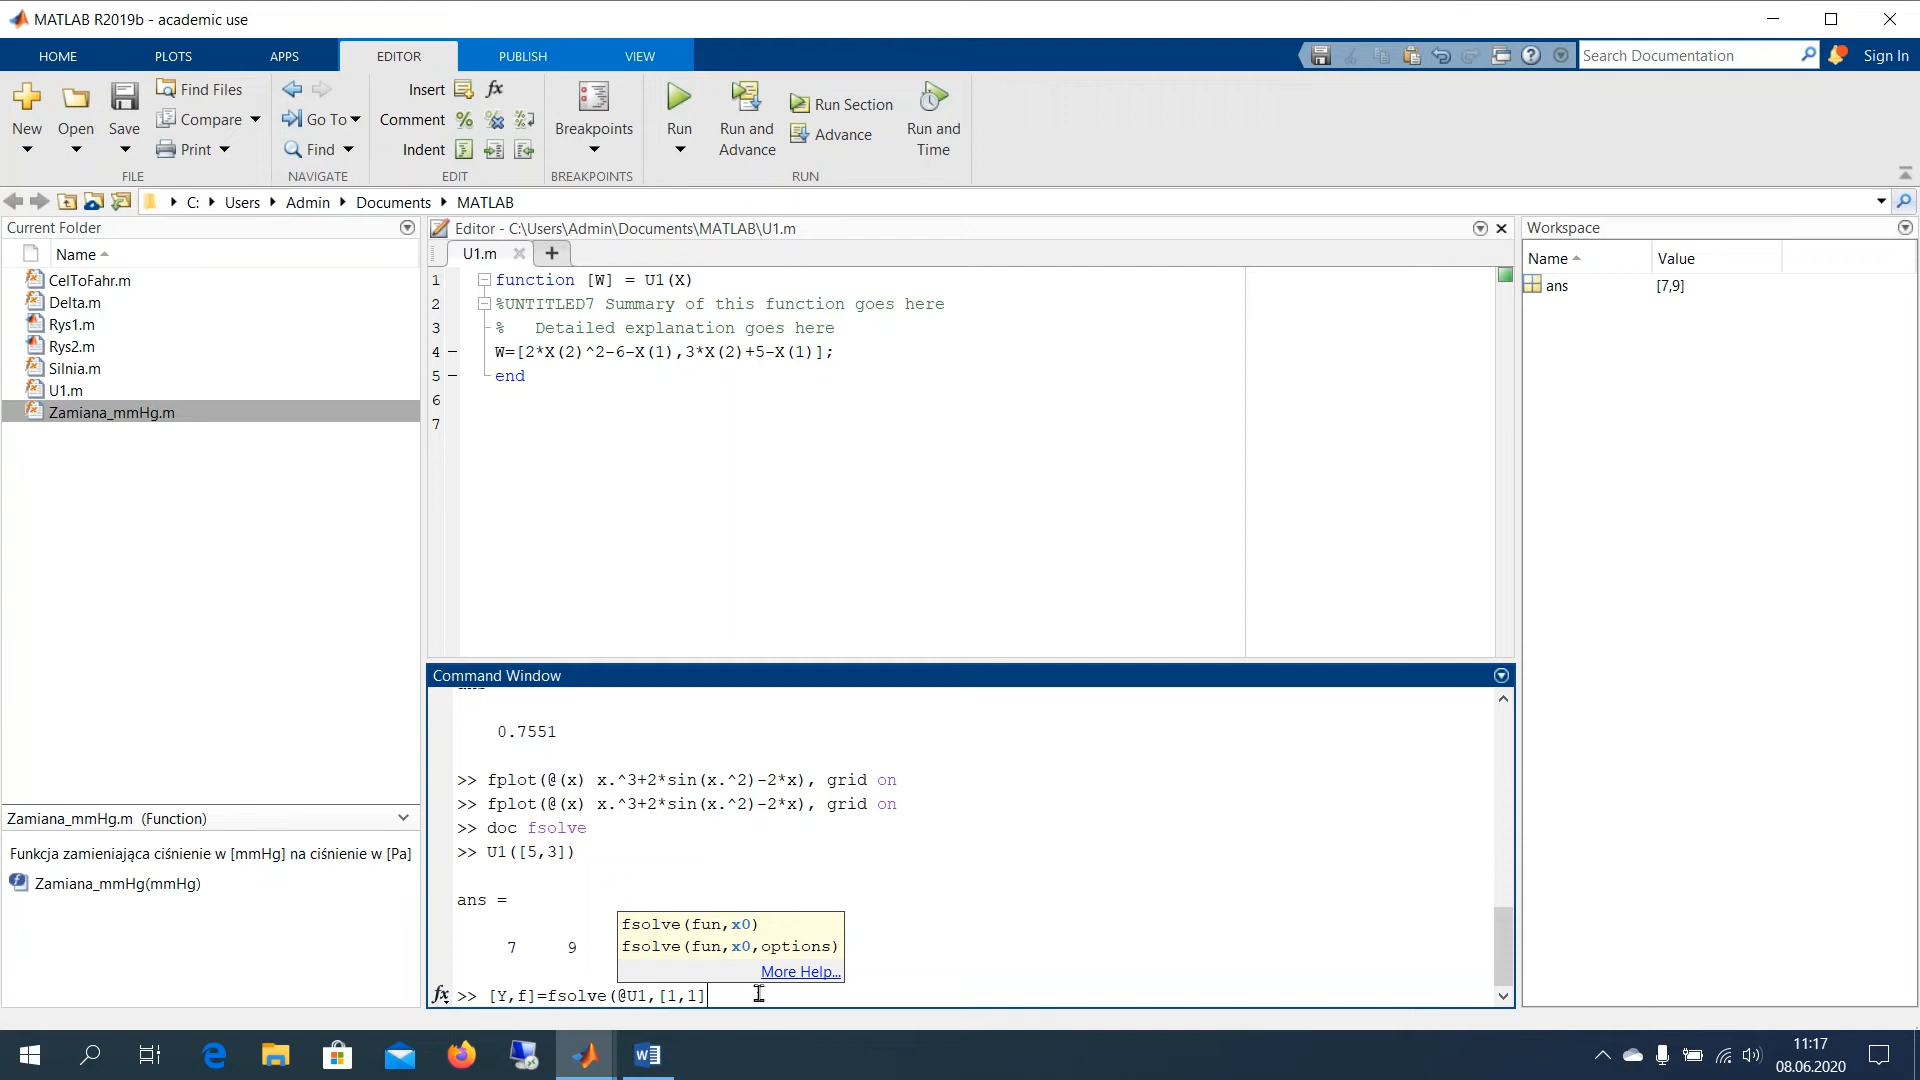 MATLAB R2019b - academic use
HOME PLOTS APPS EDITOR PUBLISH VIEW Search Documentation Sign In
New Open Save Find Files Compare Print
FILE
Go To Find
NAVIGATE
Insert fx
Comment
Indent
EDIT
Breakpoints
BREAKPOINTS
Run Run and Advance Run Section Advance Run and Time
RUN
C: Users Admin Documents MATLAB
Current Folder
Name
CelToFahr.m
Delta.m
Rys1.m
Rys2.m
Silnia.m
U1.m
Zamiana_mmHg.m
Zamiana_mmHg.m (Function)
Funkcja zamieniająca ciśnienie w [mmHg] na ciśnienie w [Pa]
Zamiana_mmHg(mmHg)
Editor - C:\Users\Admin\Documents\MATLAB\U1.m
U1.m
1 function [W] = U1(X)
2 %UNTITLED7 Summary of this function goes here
3 % Detailed explanation goes here
4 – W=[2*X(2)^2-6-X(1),3*X(2)+5-X(1)];
5 – end
6
7
Command Window
0.7551
>> fplot(@(x) x.^3+2*sin(x.^2)-2*x), grid on
>> fplot(@(x) x.^3+2*sin(x.^2)-2*x), grid on
>> doc fsolve
>> U1([5,3])
ans =
7 9
fsolve(fun,x0)
fsolve(fun,x0,options)
More Help...
fx >> [Y,f]=fsolve(@U1,[1,1]
Workspace
Name Value
ans [7,9]
11:17
08.06.2020